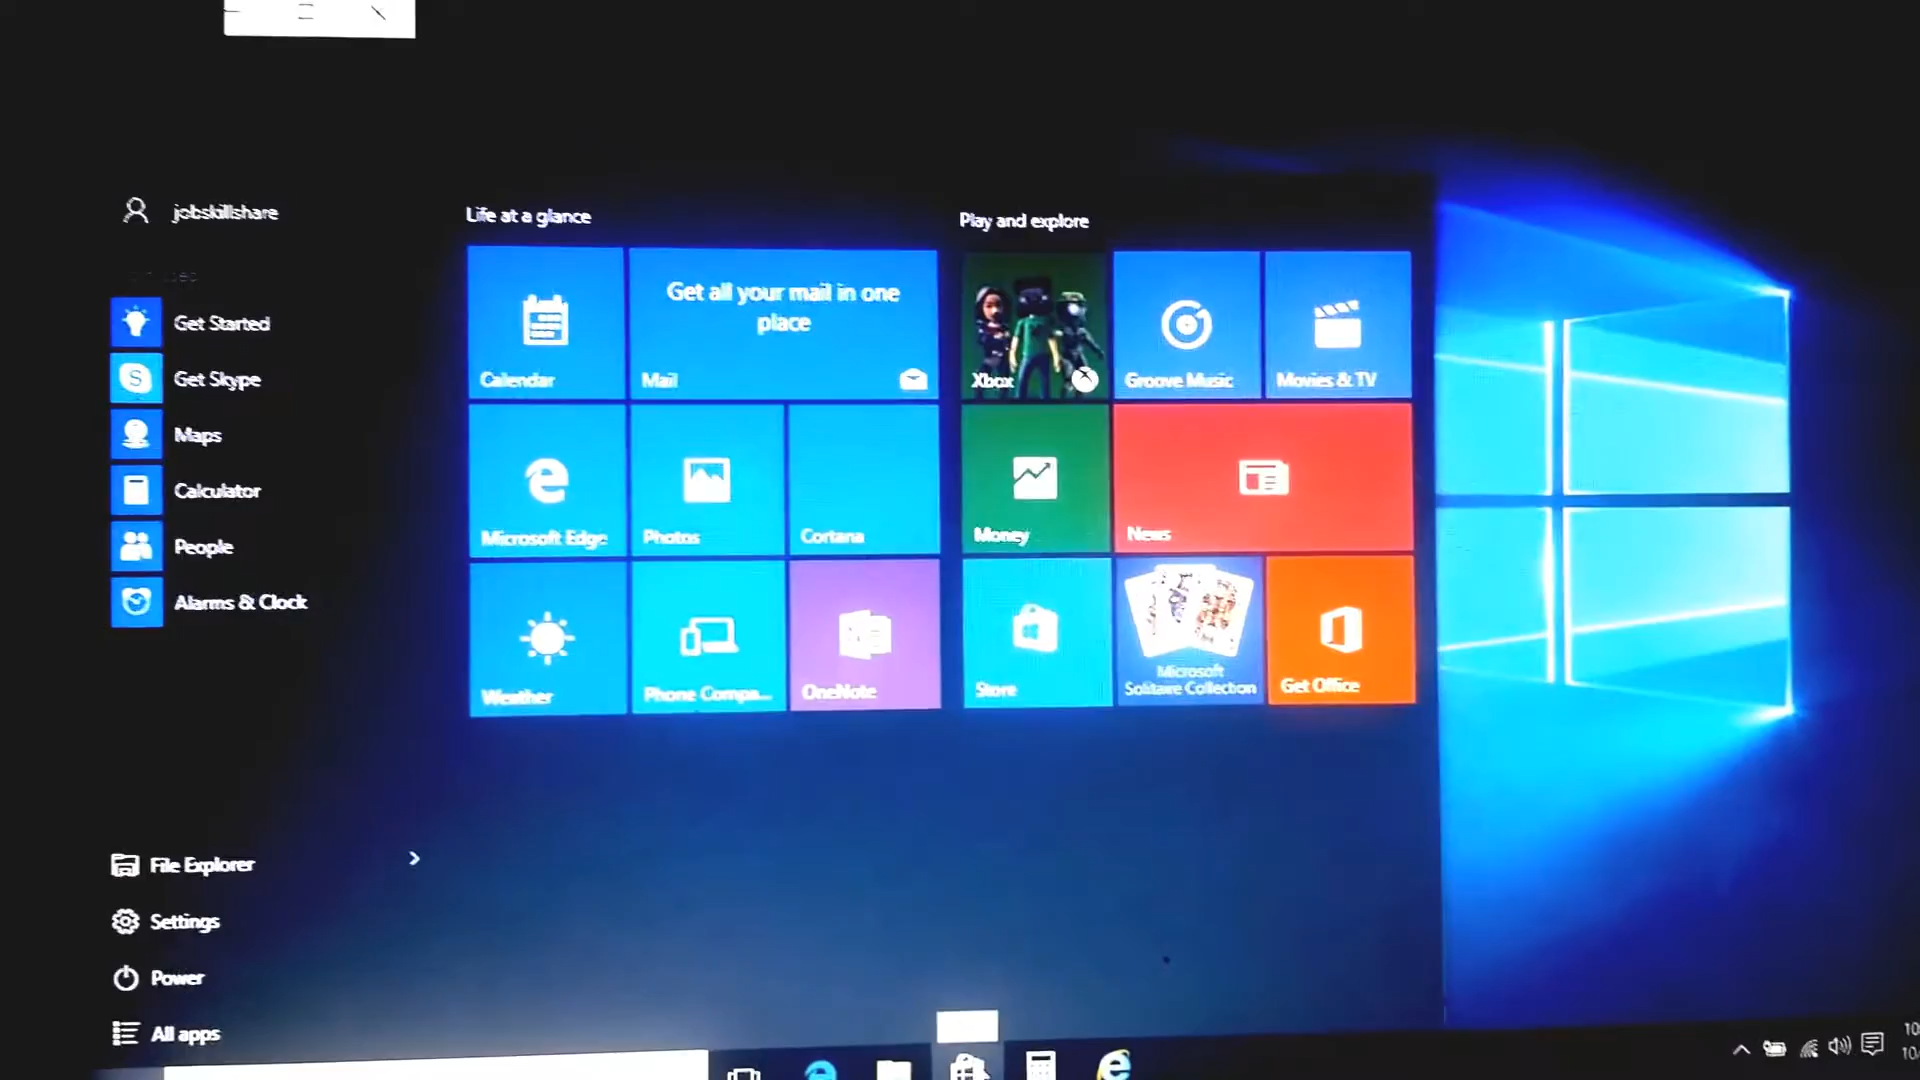 jobskillshare
Get Started
Get Skype
Maps
Calculator
People
Alarms & Clock
File Explorer
Settings
Power
All apps
Life at a glance
Calendar
Get all your mail in one
place
Mail
Microsoft Edge
Photos
Cortana
Weather
Phone Compa...
OneNote
Play and explore
Xbox
Groove Music
Movies & TV
Money
News
Store
Microsoft
Solitaire Collection
Get Office